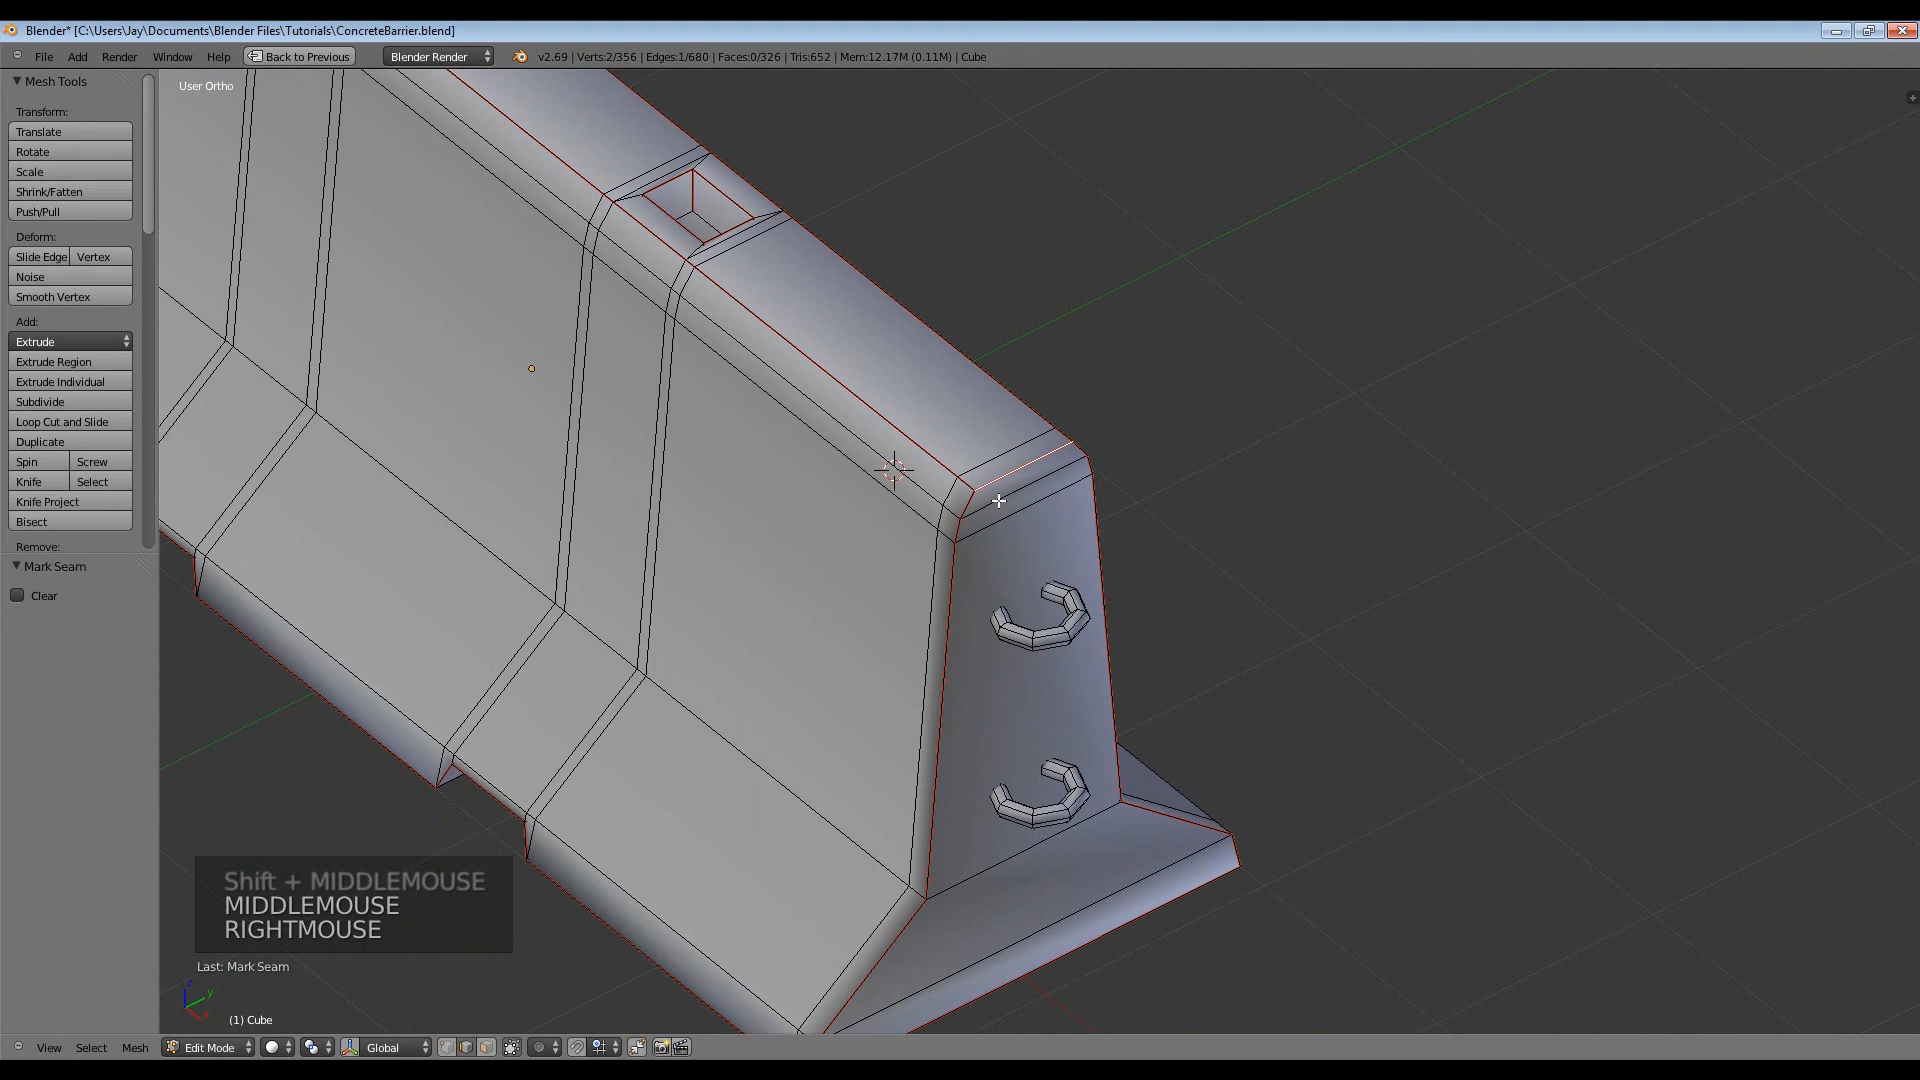 Blender* [C:\Users\Jay\Documents\Blender Files\Tutorials\ConcreteBarrier.blend]
File Add Render Window Help Back to Previous Blender Render v2.69 | Verts:2/356 | Edges:1/680 | Faces:0/326 | Tris:652 | Mem:12.17M (0.11M) | Cube
Mesh Tools
User Ortho
Transform:
Translate
Rotate
Scale
Shrink/Fatten
Push/Pull
Deform:
Slide Edge Vertex
Noise
Smooth Vertex
Add:
Extrude
Extrude Region
Extrude Individual
Subdivide
Loop Cut and Slide
Duplicate
Spin Screw
Knife Select
Knife Project
Bisect
Remove:
Mark Seam
Clear
Shift + MIDDLEMOUSE
MIDDLEMOUSE
RIGHTMOUSE
Last: Mark Seam
z
y
x
(1) Cube
View Select Mesh Edit Mode Global